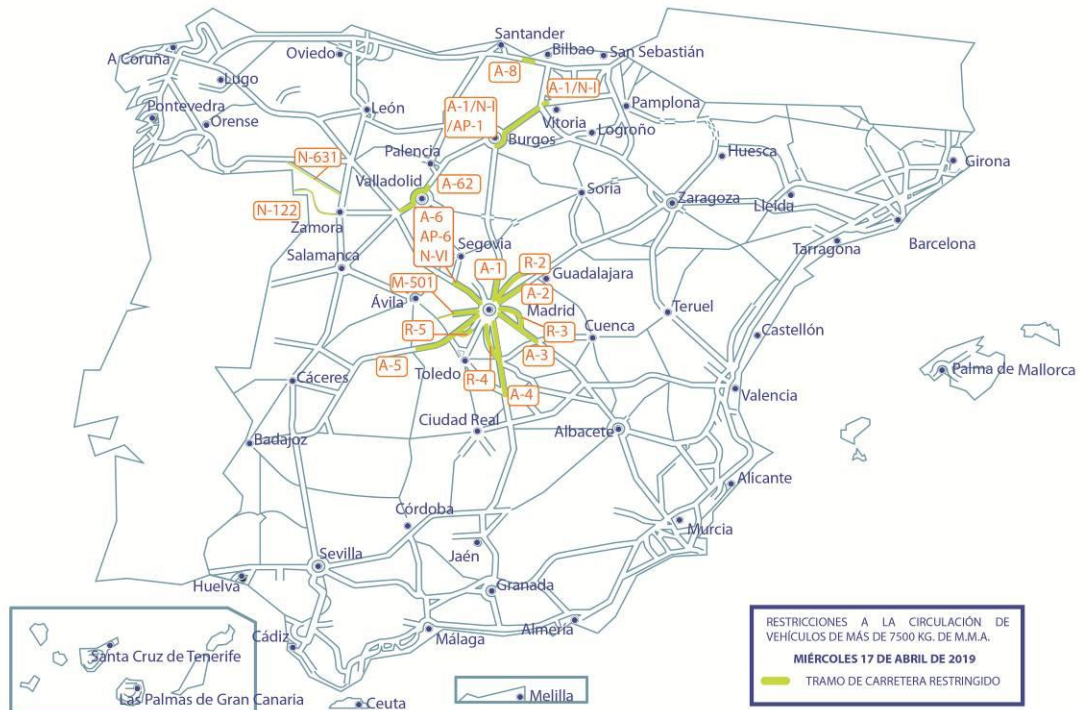 Santander
A Coruña
Oviedo
Bilbao
San Sebastián
A-8
Lugo
A-1/N-I
Pontevedra
León
A-1/N-I
/AP-1
Vitoria
Pamplona
Orense
Burgos
Logroño
Palencia
Huesca
Girona
N-631
Valladolid
A-62
Soria
Zaragoza
Lleida
N-122
Zamora
A-6
AP-6
N-VI
Segovia
Barcelona
Tarragona
Salamanca
A-1
R-2
Guadalajara
M-501
A-2
Ávila
Madrid
Teruel
R-5
R-3
Cuenca
Castellón
A-5
Toledo
A-3
R-4
A-4
Cáceres
Palma de Mallorca
Valencia
Ciudad Real
Albacete
Badajoz
Alicante
Córdoba
Murcia
Jaén
Sevilla
Huelva
Granada
Cádiz
Málaga
Almería
Santa Cruz de Tenerife
Las Palmas de Gran Canaria
Ceuta
Melilla
RESTRICCIONES A LA CIRCULACIÓN DE
VEHÍCULOS DE MÁS DE 7500 KG. DE M.M.A.
MIÉRCOLES 17 DE ABRIL DE 2019
TRAMO DE CARRETERA RESTRINGIDO